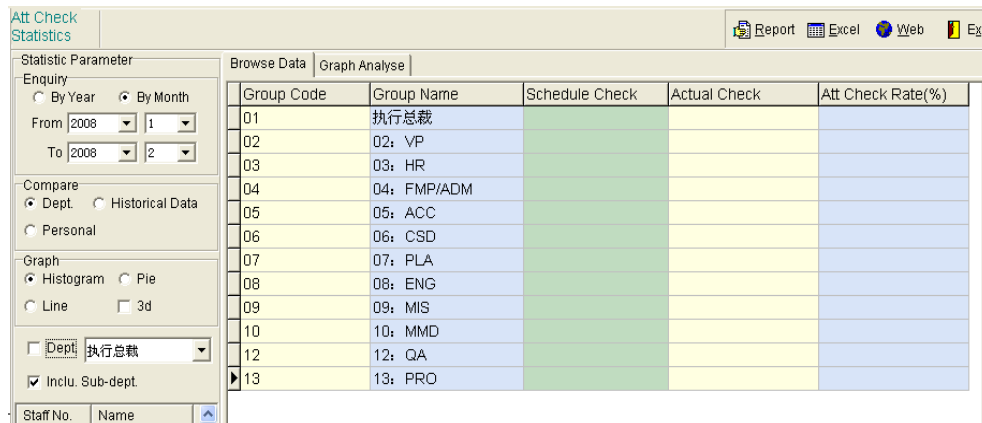 Att Check
Statistics
Report Excel Web Ex
Statistic Parameter
Enquiry
By Year By Month
From 2008 1
To 2008 2
Compare
Dept. Historical Data
Personal
Graph
Histogram Pie
Line 3d
Dept 执行总裁
Inclu. Sub-dept.
Staff No. Name
Browse Data Graph Analyse
Group Code Group Name Schedule Check Actual Check Att Check Rate(%)
01 执行总裁
02 02：VP
03 03：HR
04 04：FMP/ADM
05 05：ACC
06 06：CSD
07 07：PLA
08 08：ENG
09 09：MIS
10 10：MMD
12 12：QA
13 13：PRO